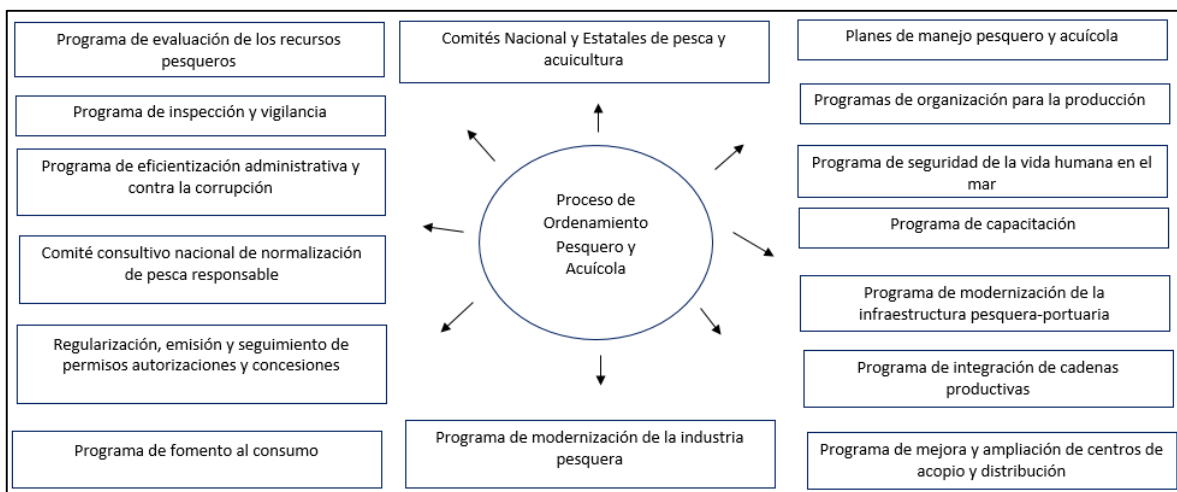 Programa de evaluación de los recursos
pesqueros
Programa de inspección y vigilancia
Programa de eficientización administrativa y
contra la corrupción
Comité consultivo nacional de normalización
de pesca responsable
Regularización, emisión y seguimiento de
permisos autorizaciones y concesiones
Programa de fomento al consumo
Comités Nacional y Estatales de pesca y
acuicultura
Proceso de
Ordenamiento
Pesquero y
Acuícola
Programa de modernización de la industria
pesquera
Planes de manejo pesquero y acuícola
Programas de organización para la producción
Programa de seguridad de la vida humana en el
mar
Programa de capacitación
Programa de modernización de la
infraestructura pesquera-portuaria
Programa de integración de cadenas
productivas
Programa de mejora y ampliación de centros de
acopio y distribución